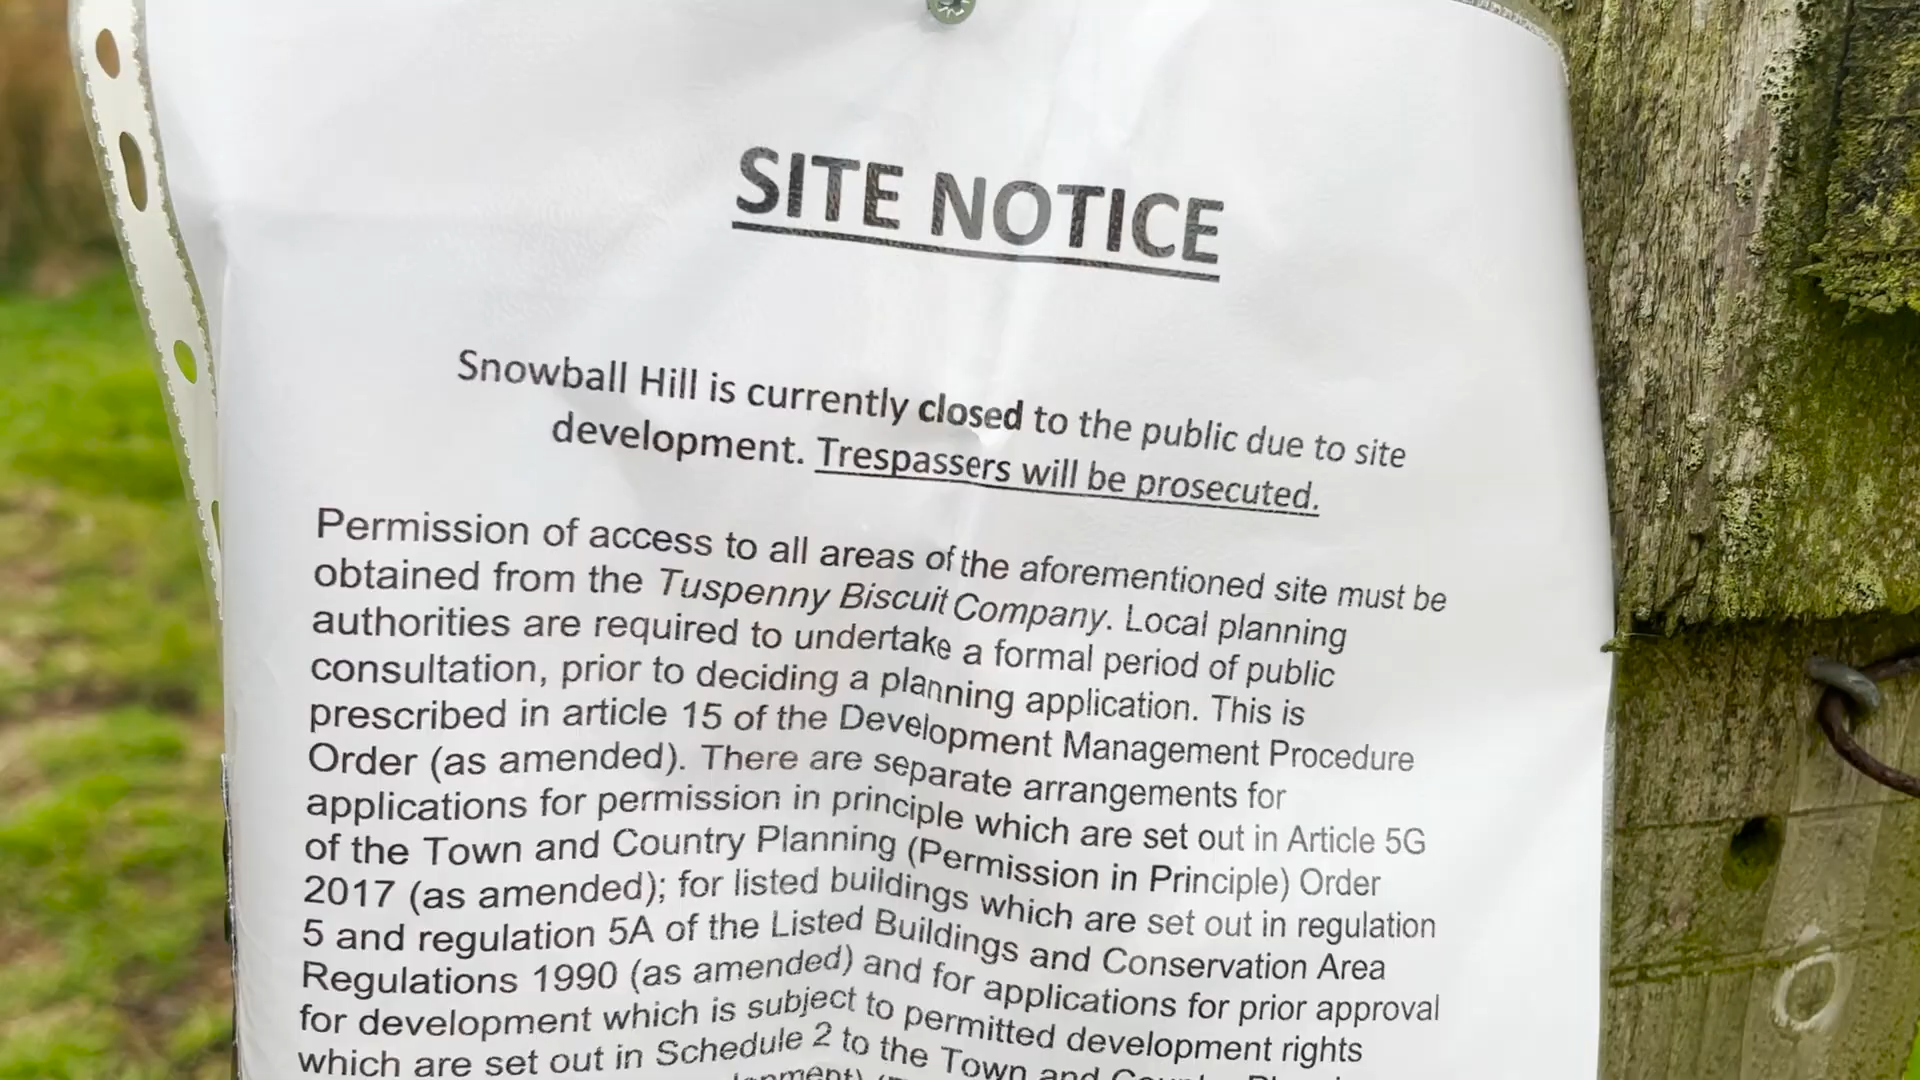 SITE NOTICE
Snowball Hill is currently closed to the public due to site
development. Trespassers will be prosecuted.
Permission of access to all areas of the aforementioned site must be
obtained from the Tuspenny Biscuit Company. Local planning
authorities are required to undertake a formal period of public
consultation, prior to deciding a planning application. This is
prescribed in article 15 of the Development Management Procedure
Order (as amended). There are separate arrangements for
applications for permission in principle which are set out in Article 5G
of the Town and Country Planning (Permission in Principle) Order
2017 (as amended); for listed buildings which are set out in regulation
5 and regulation 5A of the Listed Buildings and Conservation Area
Regulations 1990 (as amended) and for applications for prior approval
for development which is subject to permitted development rights
which are set out in Schedule 2 to the Town and